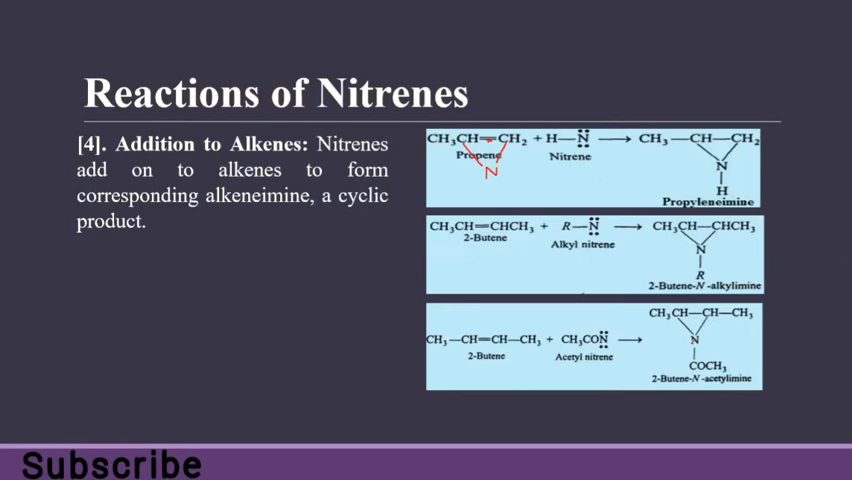 Reactions of Nitrenes
[4]. Addition to Alkenes: Nitrenes
add on to alkenes to form
corresponding alkeneimine, a cyclic
product.
CH₃CH=CH₂ + H—N ⟶ CH₃—CH—CH₂
Propene
Nitrene
N
N
H
Propyleneimine
CH₃CH=CHCH₃ + R—N ⟶ CH₃CH—CHCH₃
2-Butene
Alkyl nitrene
N
R
2-Butene-N-alkylimine
CH₃CH—CH—CH₃
CH₃—CH=CH—CH₃ + CH₃CON ⟶ N
2-Butene
Acetyl nitrene
COCH₃
2-Butene-N-acetylimine
Subscribe